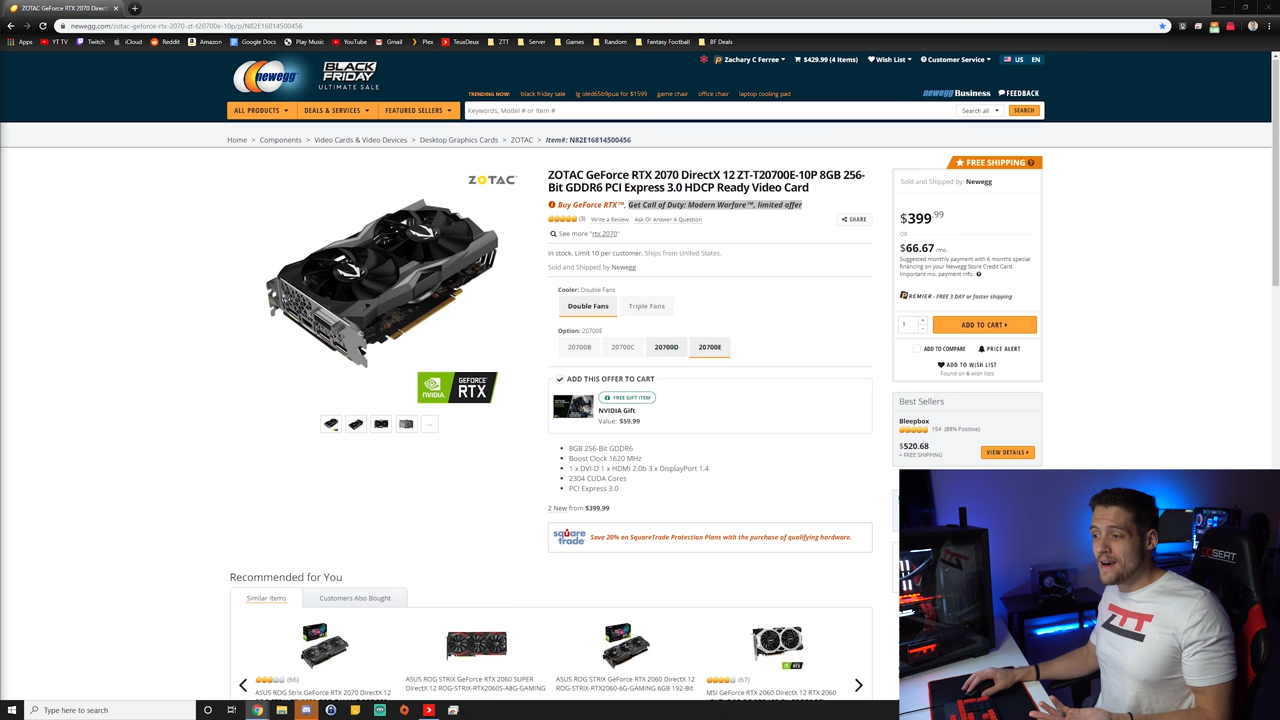 ZOTAC GeForce RTX 2070 Direct
newegg.com/zotac-geforce-rtx-2070-zt-t20700e-10p/p/N82E16814500456
Apps YT TV Twitch iCloud Reddit Amazon Google Docs Play Music YouTube Gmail Plex TeuxDeux ZTT Server Games Random Fantasy Football BF Deals
newegg BLACK FRIDAY ULTIMATE SALE
Zachary C Ferree $429.99 (4 Items) Wish List Customer Service US EN
TRENDING NOW: black friday sale lg oled65b9pua for $1599 game chair office chair laptop cooling pad
newegg Business FEEDBACK
ALL PRODUCTS DEALS & SERVICES FEATURED SELLERS Keywords, Model # or Item # Search all SEARCH
Home > Components > Video Cards & Video Devices > Desktop Graphics Cards > ZOTAC > Item#: N82E16814500456
ZOTAC
ZOTAC GeForce RTX 2070 DirectX 12 ZT-T20700E-10P 8GB 256-
Bit GDDR6 PCI Express 3.0 HDCP Ready Video Card
Buy GeForce RTX™, Get Call of Duty: Modern Warfare™, limited offer
(3) Write a Review Ask Or Answer A Question
SHARE
See more "rtx 2070"
In stock. Limit 10 per customer. Ships from United States.
Sold and Shipped by Newegg
Cooler: Double Fans
Double Fans Triple Fans
Option: 20700E
20700B 20700C 20700D 20700E
ADD THIS OFFER TO CART
FREE GIFT ITEM
NVIDIA Gift
Value: $59.99
NVIDIA GEFORCE RTX
...
8GB 256-Bit GDDR6
Boost Clock 1620 MHz
1 x DVI-D 1 x HDMI 2.0b 3 x DisplayPort 1.4
2304 CUDA Cores
PCI Express 3.0
2 New from $399.99
square trade Save 20% on SquareTrade Protection Plans with the purchase of qualifying hardware.
FREE SHIPPING
Sold and Shipped by: Newegg
$399.99
OR
$66.67 /mo.
Suggested monthly payment with 6 months special
financing on your Newegg Store Credit Card.
Important mo. payment info.
PREMIER - FREE 3 DAY or faster shipping
1 ADD TO CART
ADD TO COMPARE PRICE ALERT
ADD TO WISH LIST
Found on 6 wish lists
Best Sellers
Bleepbox
154 (88% Positive)
$520.68
+ FREE SHIPPING
VIEW DETAILS
Recommended for You
Similar Items Customers Also Bought
(66)
ASUS ROG Strix GeForce RTX 2070 DirectX 12
ASUS ROG STRIX GeForce RTX 2060 SUPER
DirectX 12 ROG-STRIX-RTX2060S-A8G-GAMING
ASUS ROG STRIX GeForce RTX 2060 DirectX 12
ROG-STRIX-RTX2060-6G-GAMING 6GB 192-Bit
(67)
MSI GeForce RTX 2060 DirectX 12 RTX 2060
ZTT
Type here to search